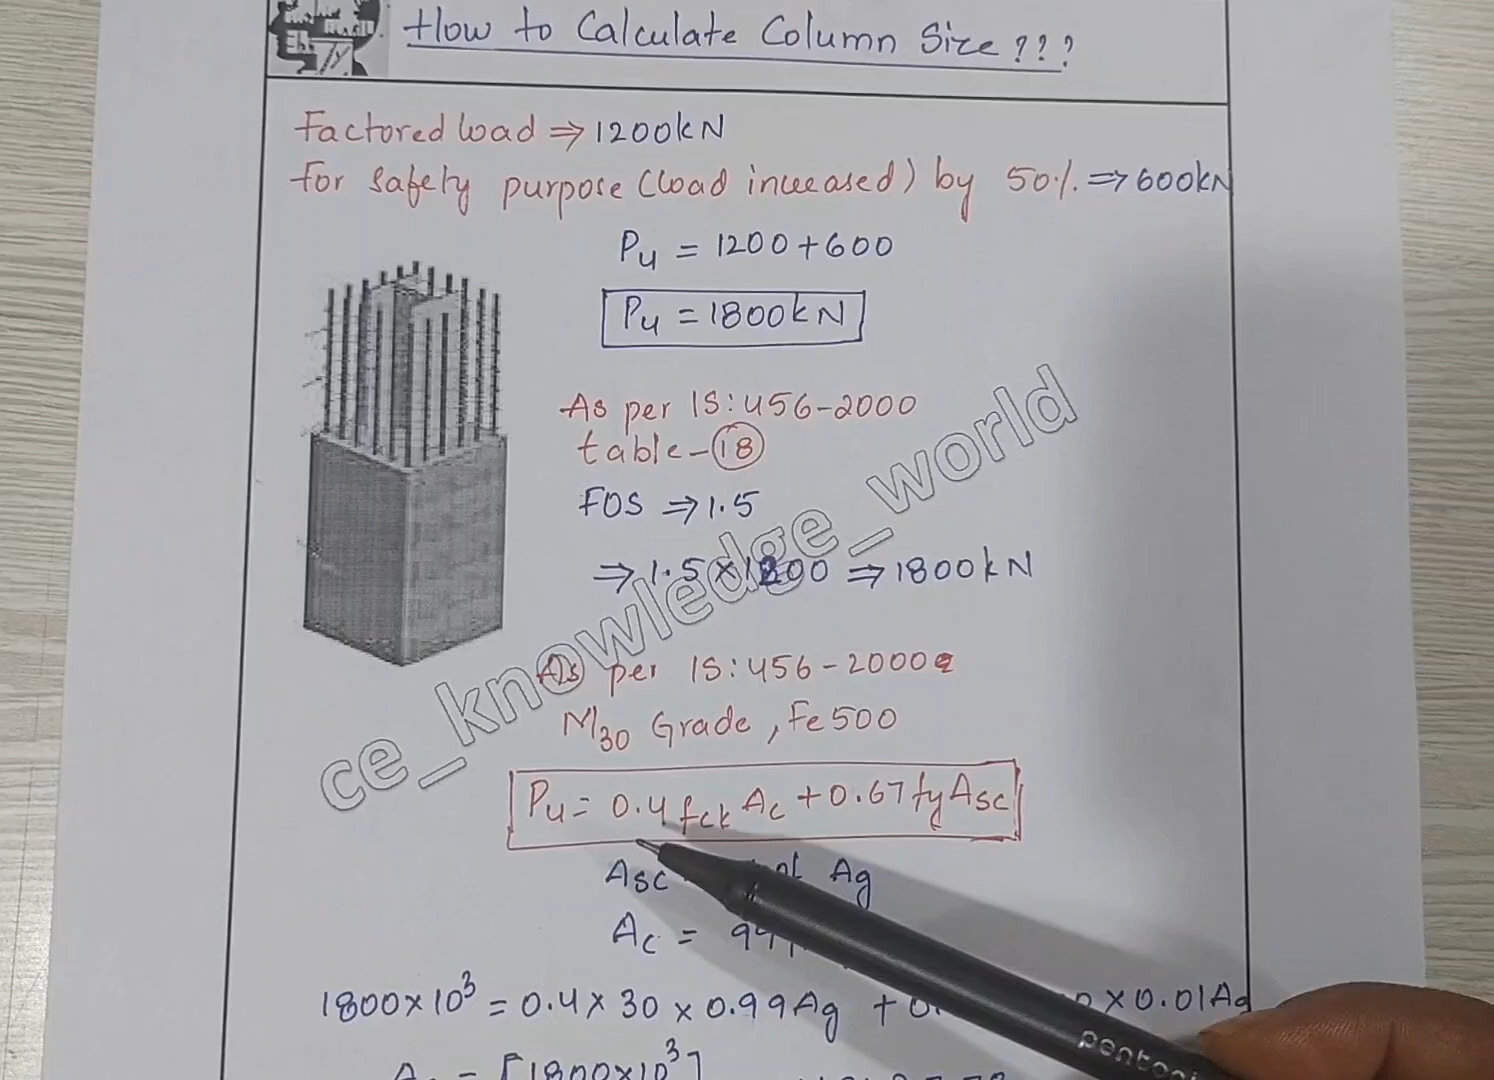 How to Calculate Column Size ???
Factored load ⇒ 1200kN
For safety purpose (load increased) by 50% ⇒ 600kN
Pu = 1200 + 600
Pu = 1800kN
As per IS: 456-2000
table-18
FOS ⇒ 1.5
⇒ 1.5 × 1200 ⇒ 1800kN
ce_knowledge_world
As per IS: 456-2000
M30 Grade, Fe500
Pu = 0.4 fck Ac + 0.67 fy Asc
Asc Ag
Ac =
1800×10³ = 0.4 × 30 × 0.99Ag + × 0.01Ag
= [1800×10³]
pentoni